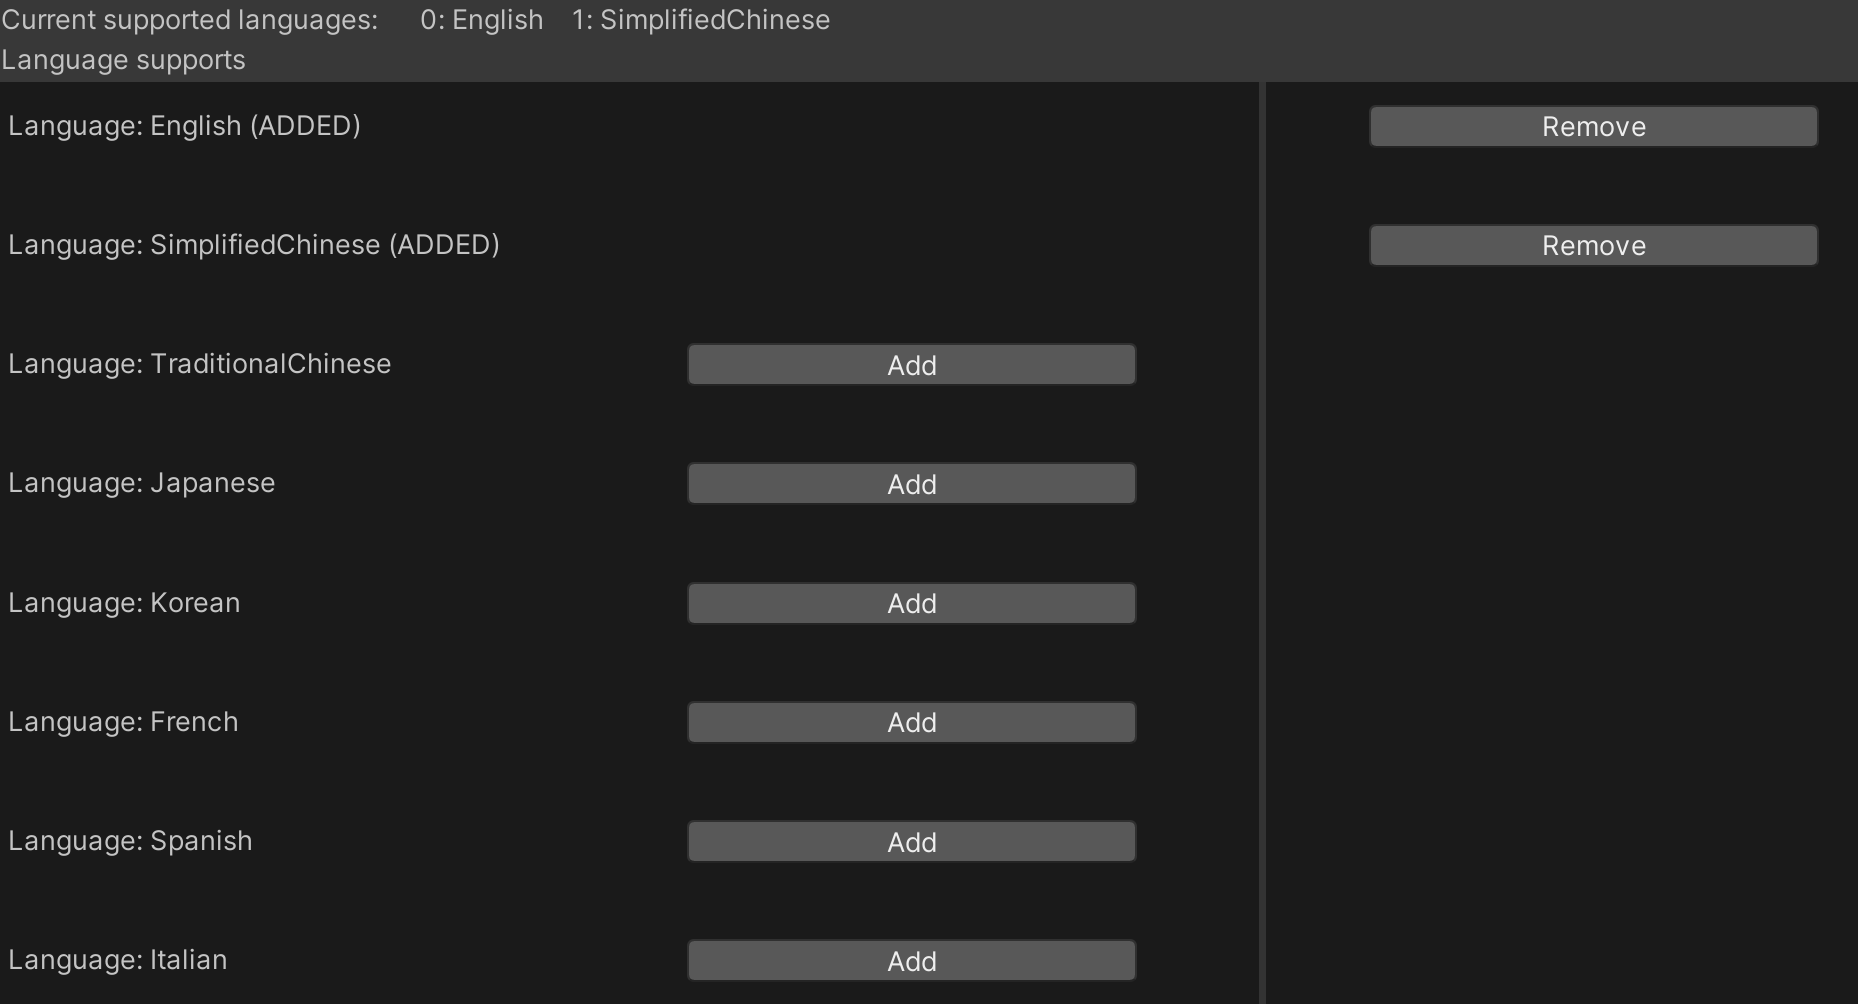 Current supported languages: 0: English 1: SimplifiedChinese
Language supports
Language: English (ADDED) Remove
Language: SimplifiedChinese (ADDED) Remove
Language: TraditionalChinese Add
Language: Japanese Add
Language: Korean Add
Language: French Add
Language: Spanish Add
Language: Italian Add